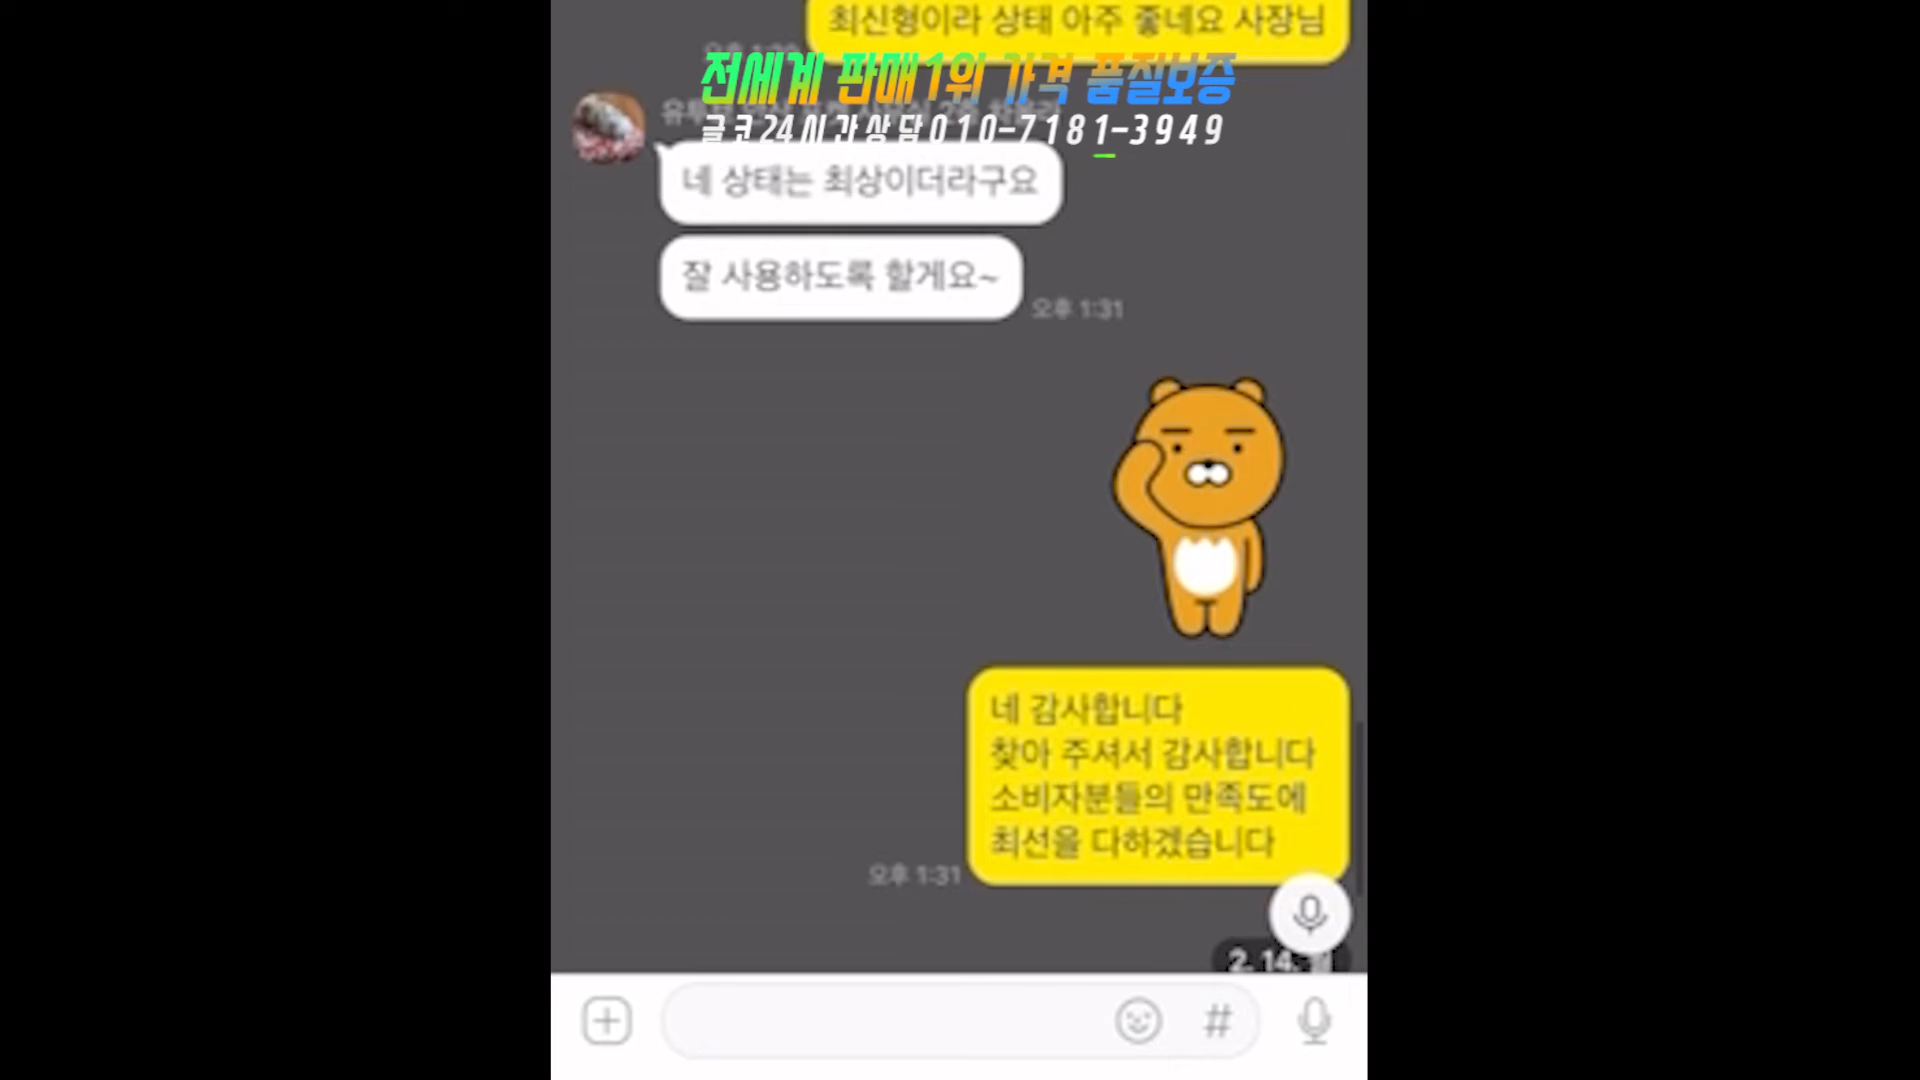 최신형이라 상태 아주 좋네요 사장님
전세계 판매1위 가격 품질보증
글코24시간상담010-7181-3949
네 상태는 최상이더라구요
잘 사용하도록 할게요~
오후 1:31
네 감사합니다
찾아 주셔서 감사합니다
소비자분들의 만족도에
최선을 다하겠습니다
오후 1:31
2. 14.
#